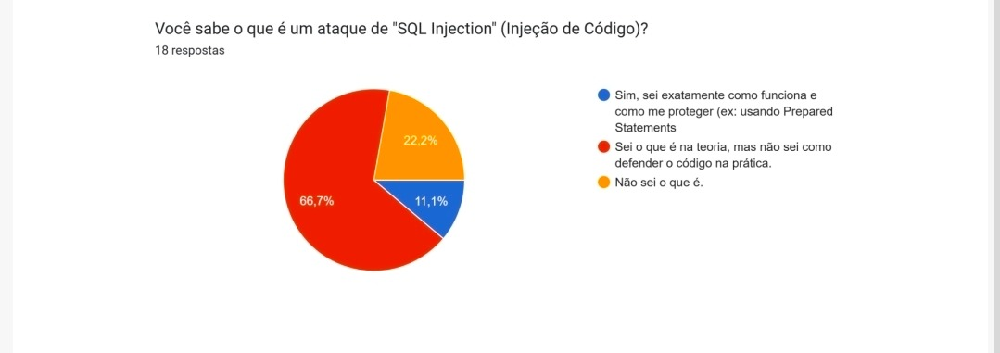 Você sabe o que é um ataque de "SQL Injection" (Injeção de Código)?
18 respostas
22,2%
66,7%
11,1%
Sim, sei exatamente como funciona e
como me proteger (ex: usando Prepared
Statements
Sei o que é na teoria, mas não sei como
defender o código na prática.
Não sei o que é.